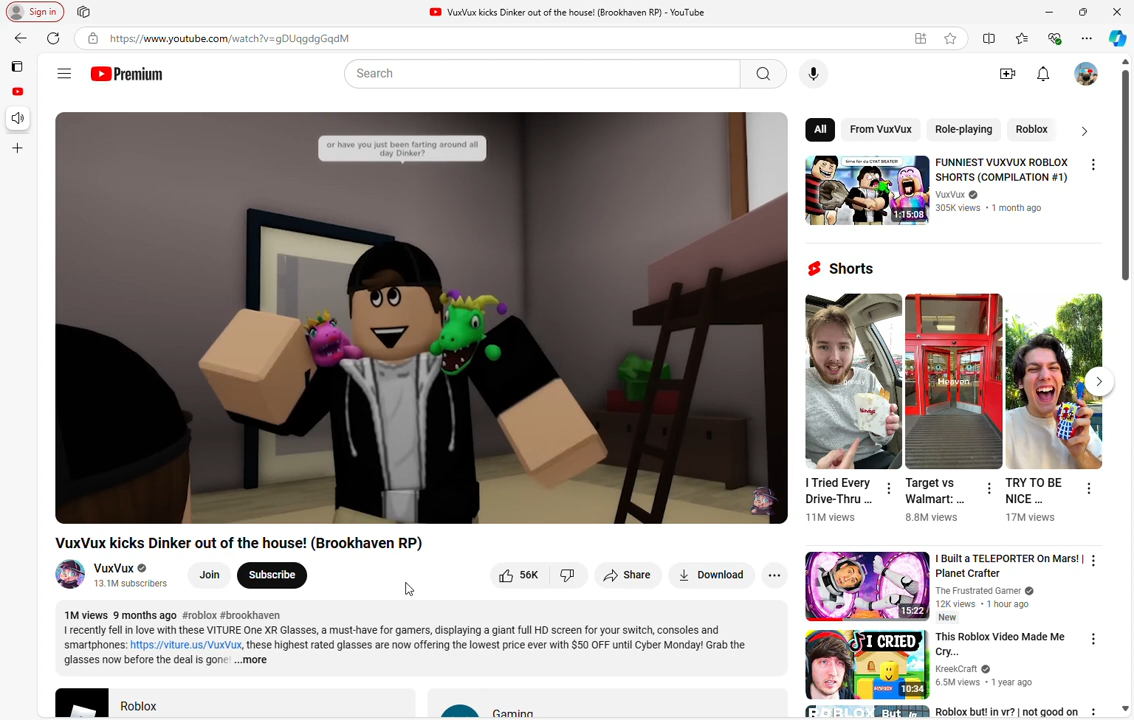 Sign in
VuxVux kicks Dinker out of the house! (Brookhaven RP) - YouTube
https://www.youtube.com/watch?v=gDUqgdgGqdM
Premium
Search
or have you just been farting around all
day Dinker?
VuxVux kicks Dinker out of the house! (Brookhaven RP)
VuxVux
13.1M subscribers
Join
Subscribe
56K
Share
Download
1M views 9 months ago #roblox #brookhaven
I recently fell in love with these VITURE One XR Glasses, a must-have for gamers, displaying a giant full HD screen for your switch, consoles and
smartphones: https://viture.us/VuxVux, these highest rated glasses are now offering the lowest price ever with $50 OFF until Cyber Monday! Grab the
glasses now before the deal is gone! ...more
Roblox
Gaming
All
From VuxVux
Role-playing
Roblox
1:15:08
FUNNIEST VUXVUX ROBLOX
SHORTS (COMPILATION #1)
VuxVux
305K views • 1 month ago
Shorts
Heaven
I Tried Every
Drive-Thru ...
11M views
Target vs
Walmart: ...
8.8M views
TRY TO BE
NICE ...
17M views
15:22
I Built a TELEPORTER On Mars! |
Planet Crafter
The Frustrated Gamer
12K views • 1 hour ago
New
I CRIED
10:34
This Roblox Video Made Me
Cry...
KreekCraft
6.5M views • 1 year ago
ROBLOX But
Roblox but! in vr? | not good on